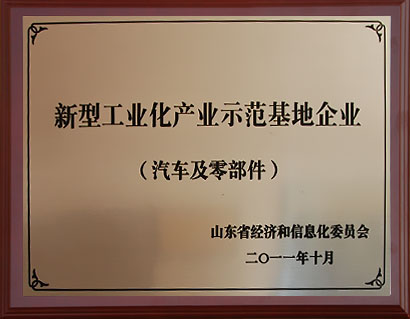 新型工业化产业示范基地企业
（汽车及零部件）
山东省经济和信息化委员会
二〇一一年十月